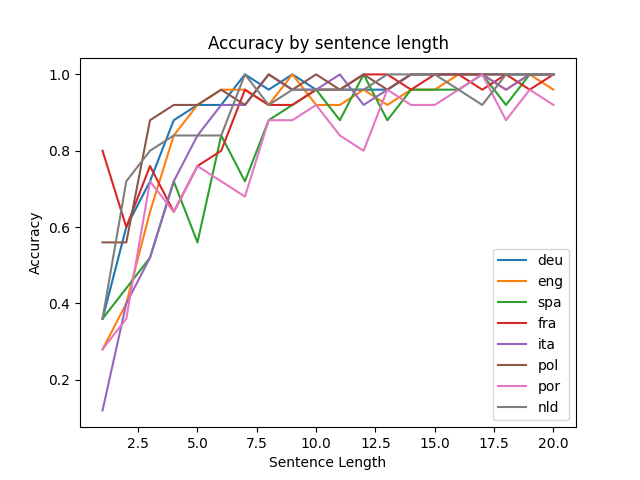 Accuracy by sentence length
Accuracy
1.0
0.8
0.6
0.4
0.2
2.5 5.0 7.5 10.0 12.5 15.0 17.5 20.0
Sentence Length
deu
eng
spa
fra
ita
pol
por
nld